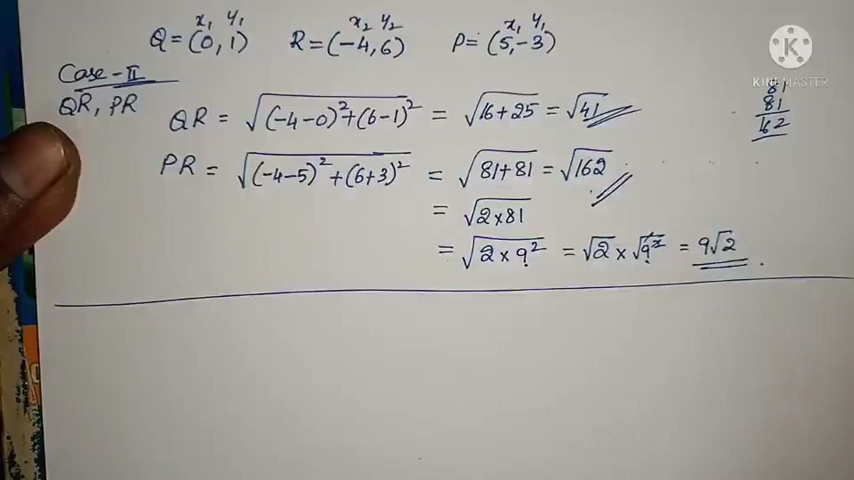 x₁ y₁ x₂ y₂ x₁ y₁
Q = (0, 1) R = (-4, 6) P = (5, -3)
Case-II
QR, PR
QR = √(-4-0)²+(6-1)² = √16+25 = √41
PR = √(-4-5)²+(6+3)² = √81+81 = √162
= √2×81
= √2×9² = √2 × √9² = 9√2
81
81
162
K
KINEMASTER